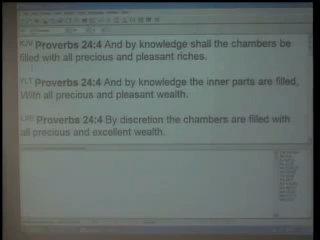 KJV Proverbs 24:4 And by knowledge shall the chambers be
filled with all precious and pleasant riches.
YLT Proverbs 24:4 And by knowledge the inner parts are filled,
With all precious and pleasant wealth.
Proverbs 24:4 By discretion the chambers are filled with
all precious and excellent wealth.